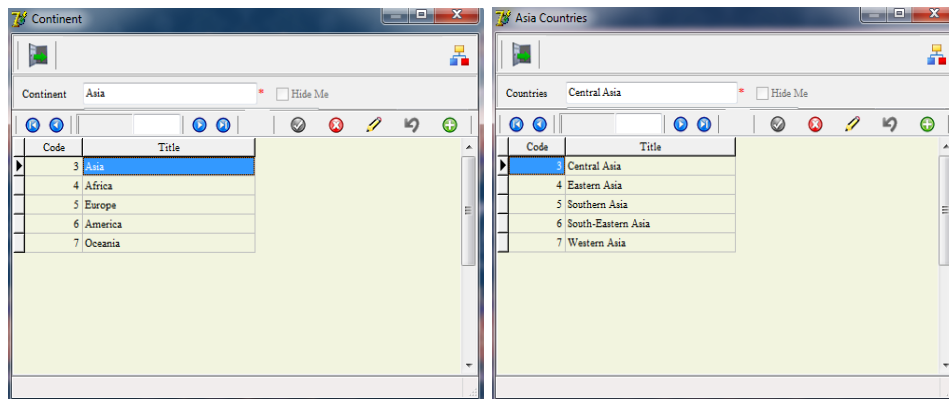 Continent
Continent Asia * Hide Me
Code Title
3 Asia
4 Africa
5 Europe
6 America
7 Oceania
Asia Countries
Countries Central Asia * Hide Me
Code Title
3 Central Asia
4 Eastern Asia
5 Southern Asia
6 South-Eastern Asia
7 Western Asia